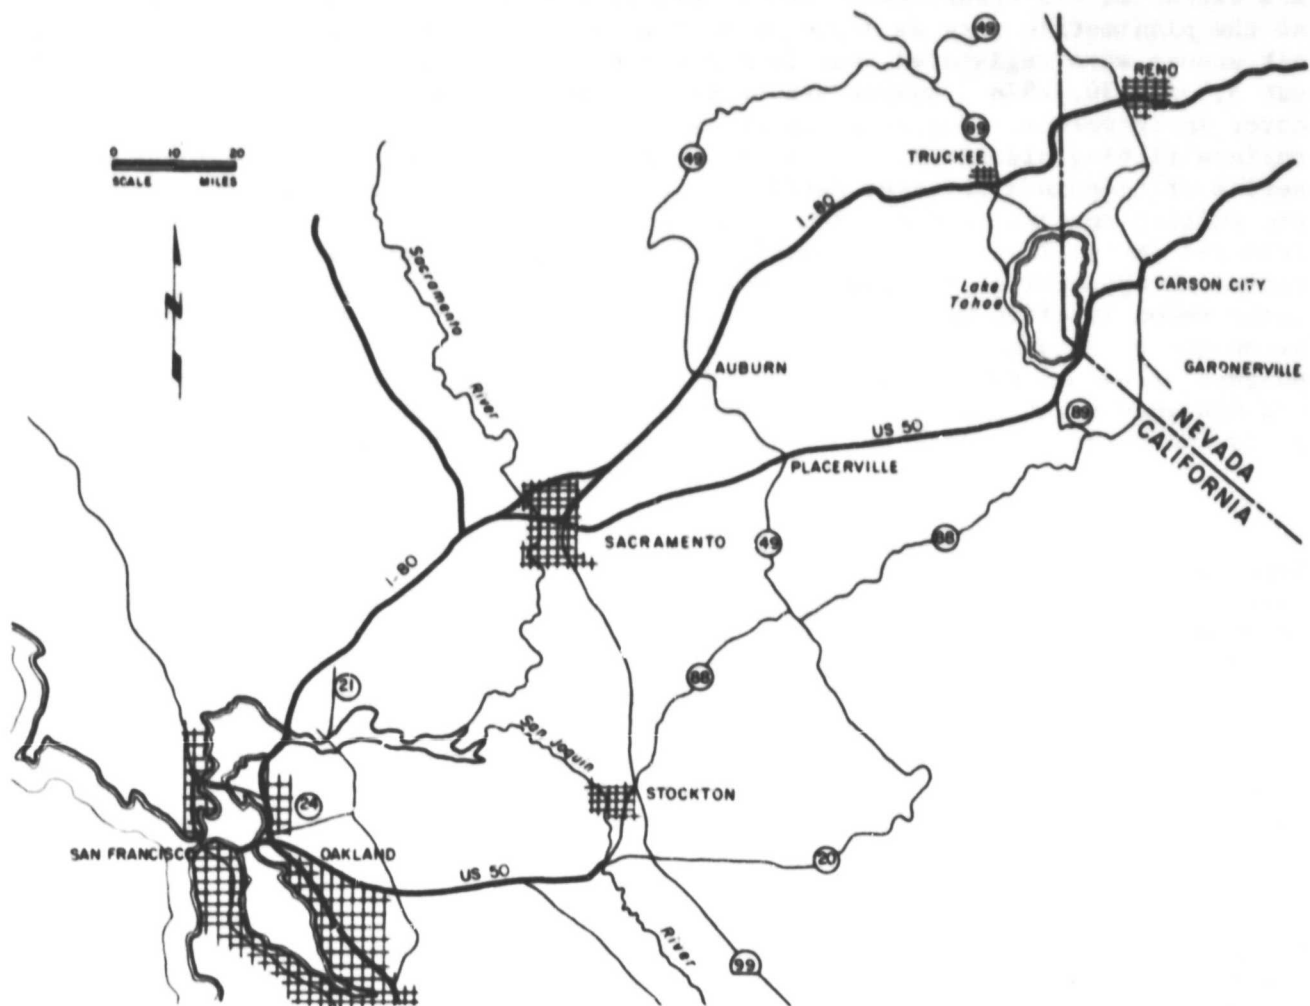 49
RENO
89
49
TRUCKEE
0 10 20
SCALE MILES
I-80
Sacramento
River
Lake
Tahoe
CARSON CITY
AUBURN
GARDNERVILLE
89
US 50
NEVADA
CALIFORNIA
PLACERVILLE
N
SACRAMENTO
49
88
I-80
21
88
San Joaquin
STOCKTON
24
SAN FRANCISCO
OAKLAND
US 50
20
River
99